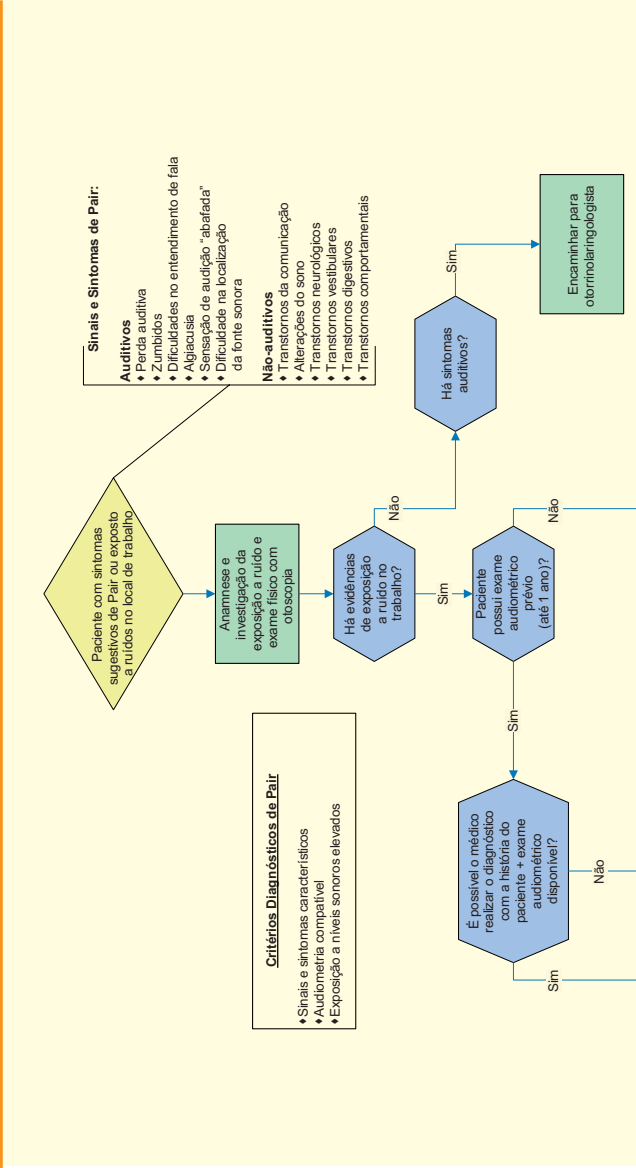 Paciente com sintomas
sugestivos de Pair ou exposto
a ruídos no local de trabalho
Sinais e Sintomas de Pair:
Auditivos
♦ Perda auditiva
♦ Zumbidos
♦ Dificuldades no entendimento de fala
♦ Algiacusia
♦ Sensação de audição “abafada”
♦ Dificuldade na localização
da fonte sonora
Não-auditivos
♦ Transtornos da comunicação
♦ Alterações do sono
♦ Transtornos neurológicos
♦ Transtornos vestibulares
♦ Transtornos digestivos
♦ Transtornos comportamentais
Anamnese e
investigação da
exposição a ruído e
exame físico com
otoscopia
Critérios Diagnósticos de Pair
♦ Sinais e sintomas característicos
♦ Audiometria compatível
♦ Exposição a níveis sonoros elevados
Há evidências
de exposição
a ruído no
trabalho?
Não
Sim
Há sintomas
auditivos?
Sim
Encaminhar para
otorrinolaringologista
Paciente
possui exame
audiométrico
prévio
(até 1 ano)?
Não
Sim
É possível o médico
realizar o diagnóstico
com a história do
paciente + exame
audiométrico
disponível?
Sim
Não